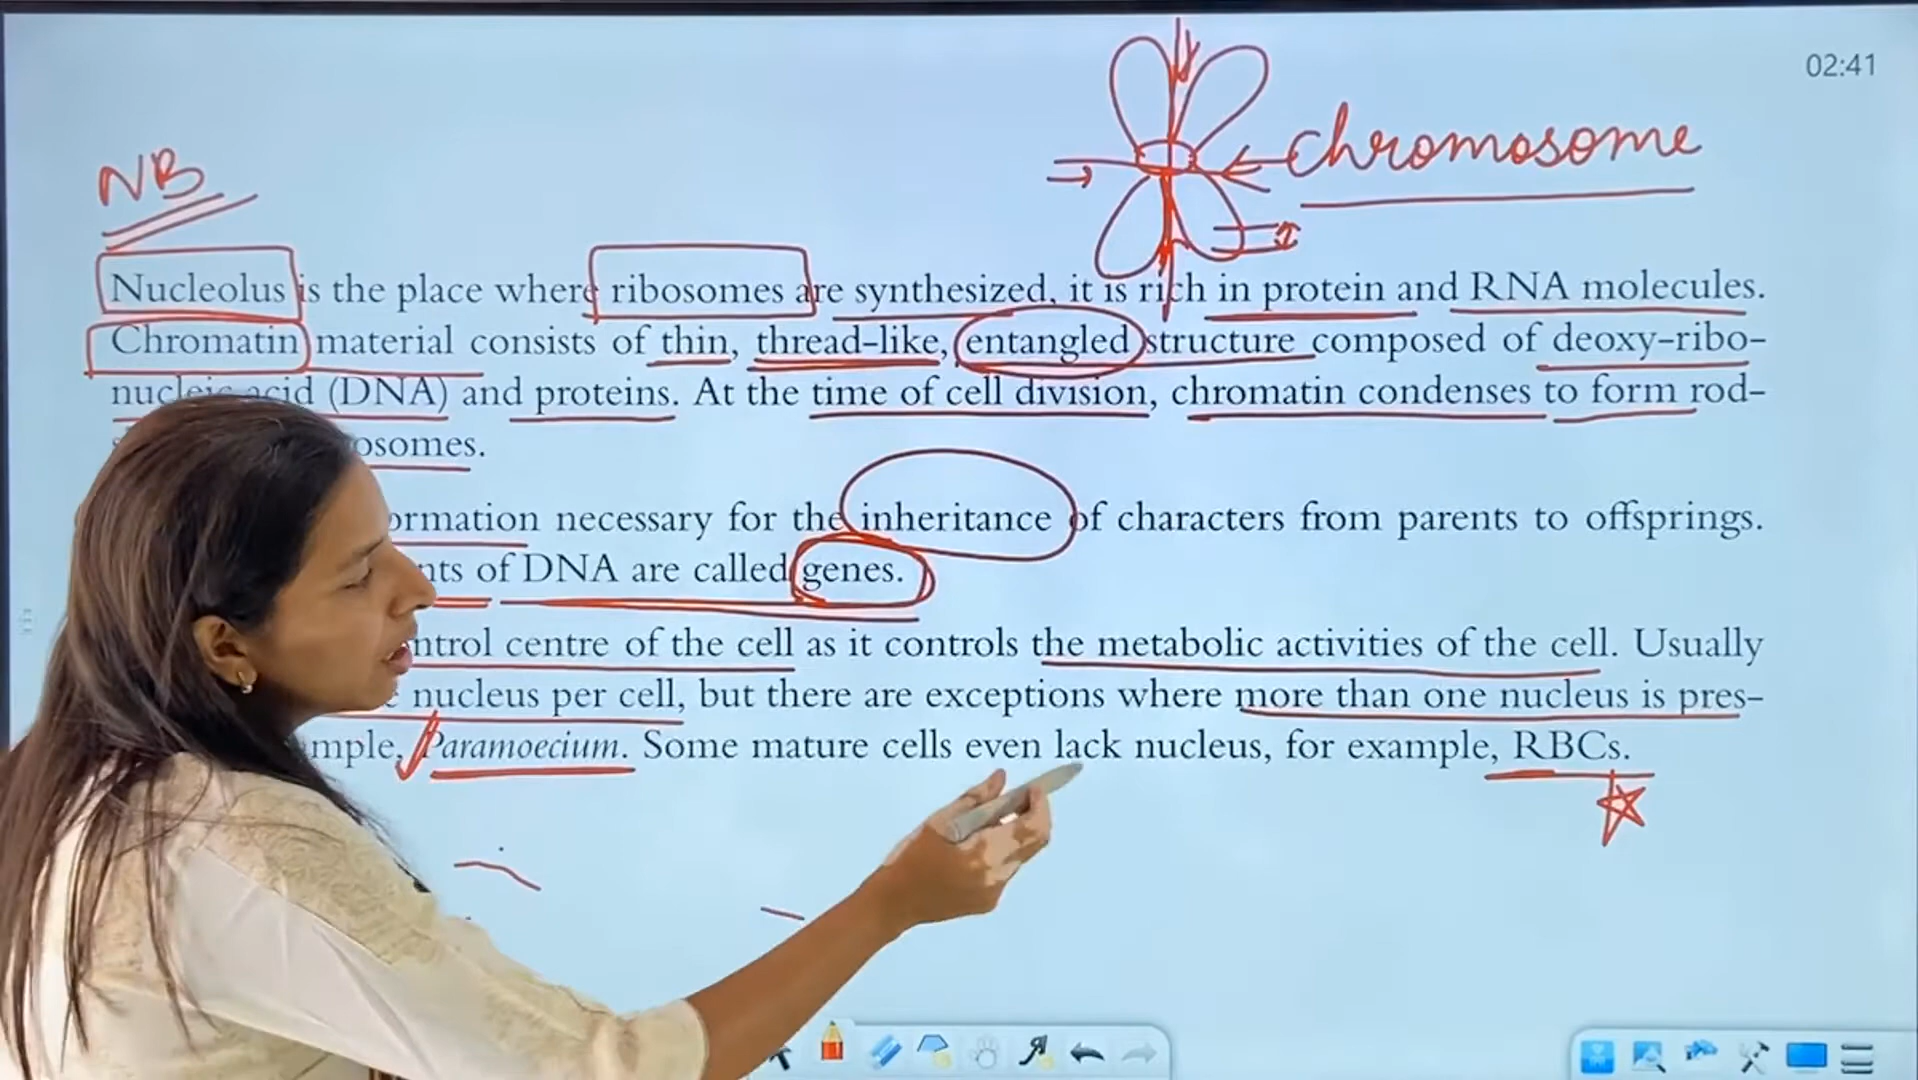 02:41
chromosome
NB
Nucleolus is the place where ribosomes are synthesized, it is rich in protein and RNA molecules.
Chromatin material consists of thin, thread-like, entangled structure composed of deoxy-ribo-
nucleic acid (DNA) and proteins. At the time of cell division, chromatin condenses to form rod-
osomes.
ormation necessary for the inheritance of characters from parents to offsprings.
nts of DNA are called genes.
ntrol centre of the cell as it controls the metabolic activities of the cell. Usually
nucleus per cell, but there are exceptions where more than one nucleus is pres-
mple, Paramoecium. Some mature cells even lack nucleus, for example, RBCs.